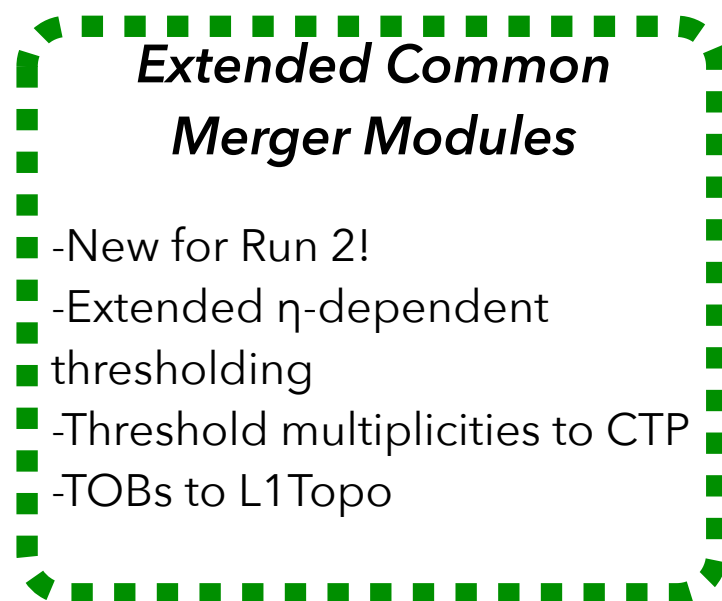 Extended Common
Merger Modules
-New for Run 2!
-Extended η-dependent
thresholding
-Threshold multiplicities to CTP
-TOBs to L1Topo